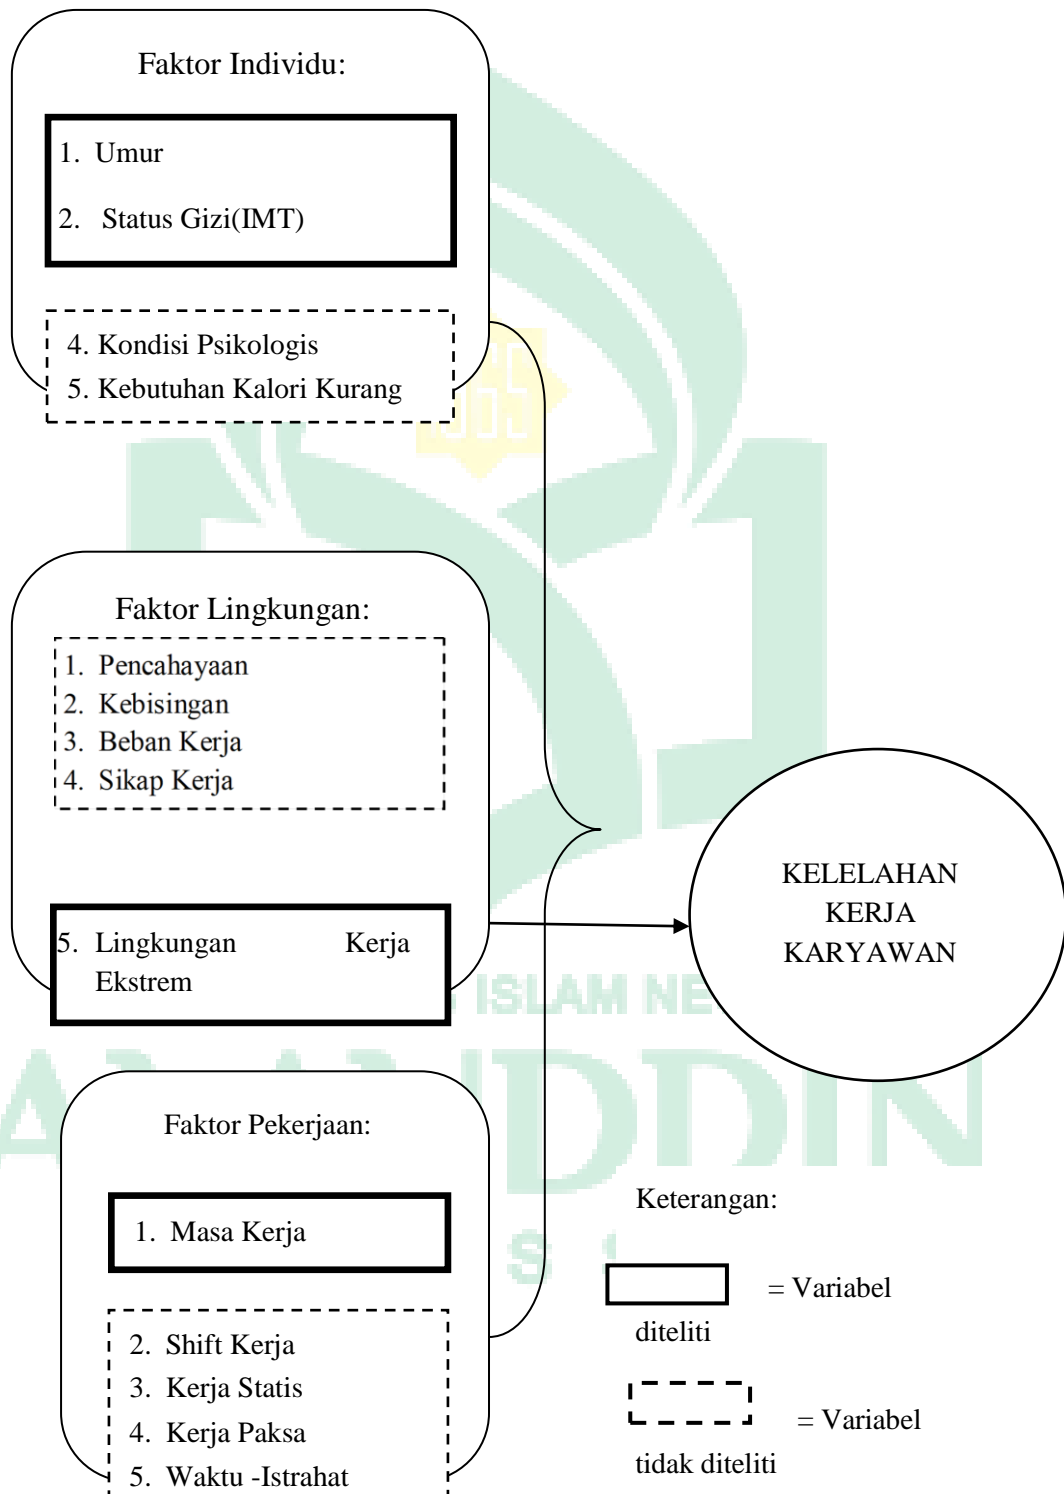 Faktor Individu:
1. Umur
2. Status Gizi(IMT)
4. Kondisi Psikologis
5. Kebutuhan Kalori Kurang
Faktor Lingkungan:
1. Pencahayaan
2. Kebisingan
3. Beban Kerja
4. Sikap Kerja
5. Lingkungan Kerja
Ekstrem
KELELAHAN
KERJA
KARYAWAN
ISLAM NE
Faktor Pekerjaan:
1. Masa Kerja
2. Shift Kerja
3. Kerja Statis
4. Kerja Paksa
5. Waktu -Istrahat
Keterangan:
= Variabel
diteliti
= Variabel
tidak diteliti